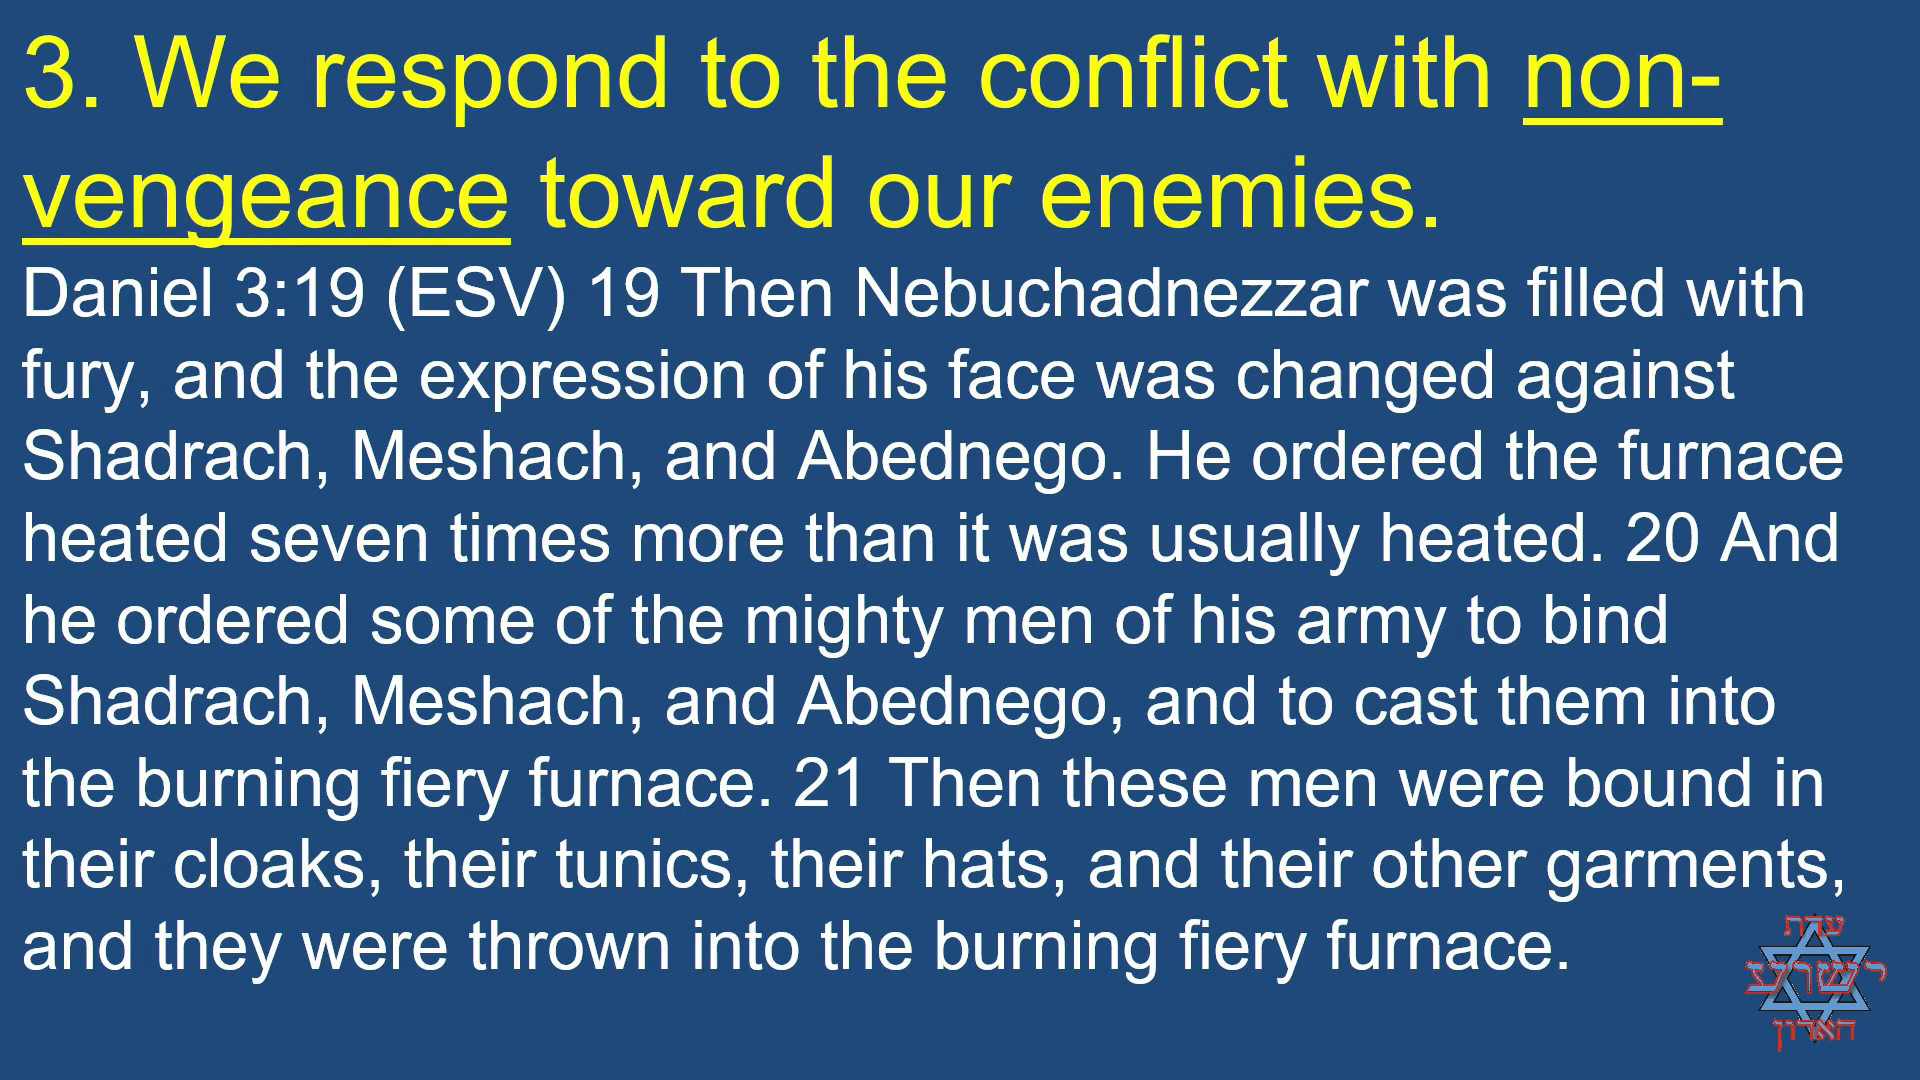 3. We respond to the conflict with non-
vengeance toward our enemies.
Daniel 3:19 (ESV) 19 Then Nebuchadnezzar was filled with
fury, and the expression of his face was changed against
Shadrach, Meshach, and Abednego. He ordered the furnace
heated seven times more than it was usually heated. 20 And
he ordered some of the mighty men of his army to bind
Shadrach, Meshach, and Abednego, and to cast them into
the burning fiery furnace. 21 Then these men were bound in
their cloaks, their tunics, their hats, and their other garments,
and they were thrown into the burning fiery furnace.
עדת
ישוע
האדון